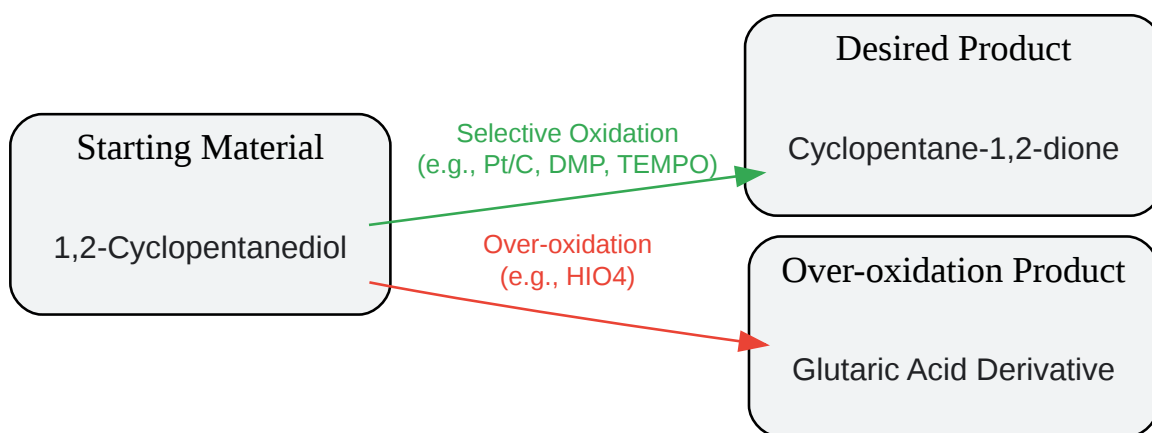 Starting Material
1,2-Cyclopentanediol
Selective Oxidation
(e.g., Pt/C, DMP, TEMPO)
Over-oxidation
(e.g., HIO4)
Desired Product
Cyclopentane-1,2-dione
Over-oxidation Product
Glutaric Acid Derivative